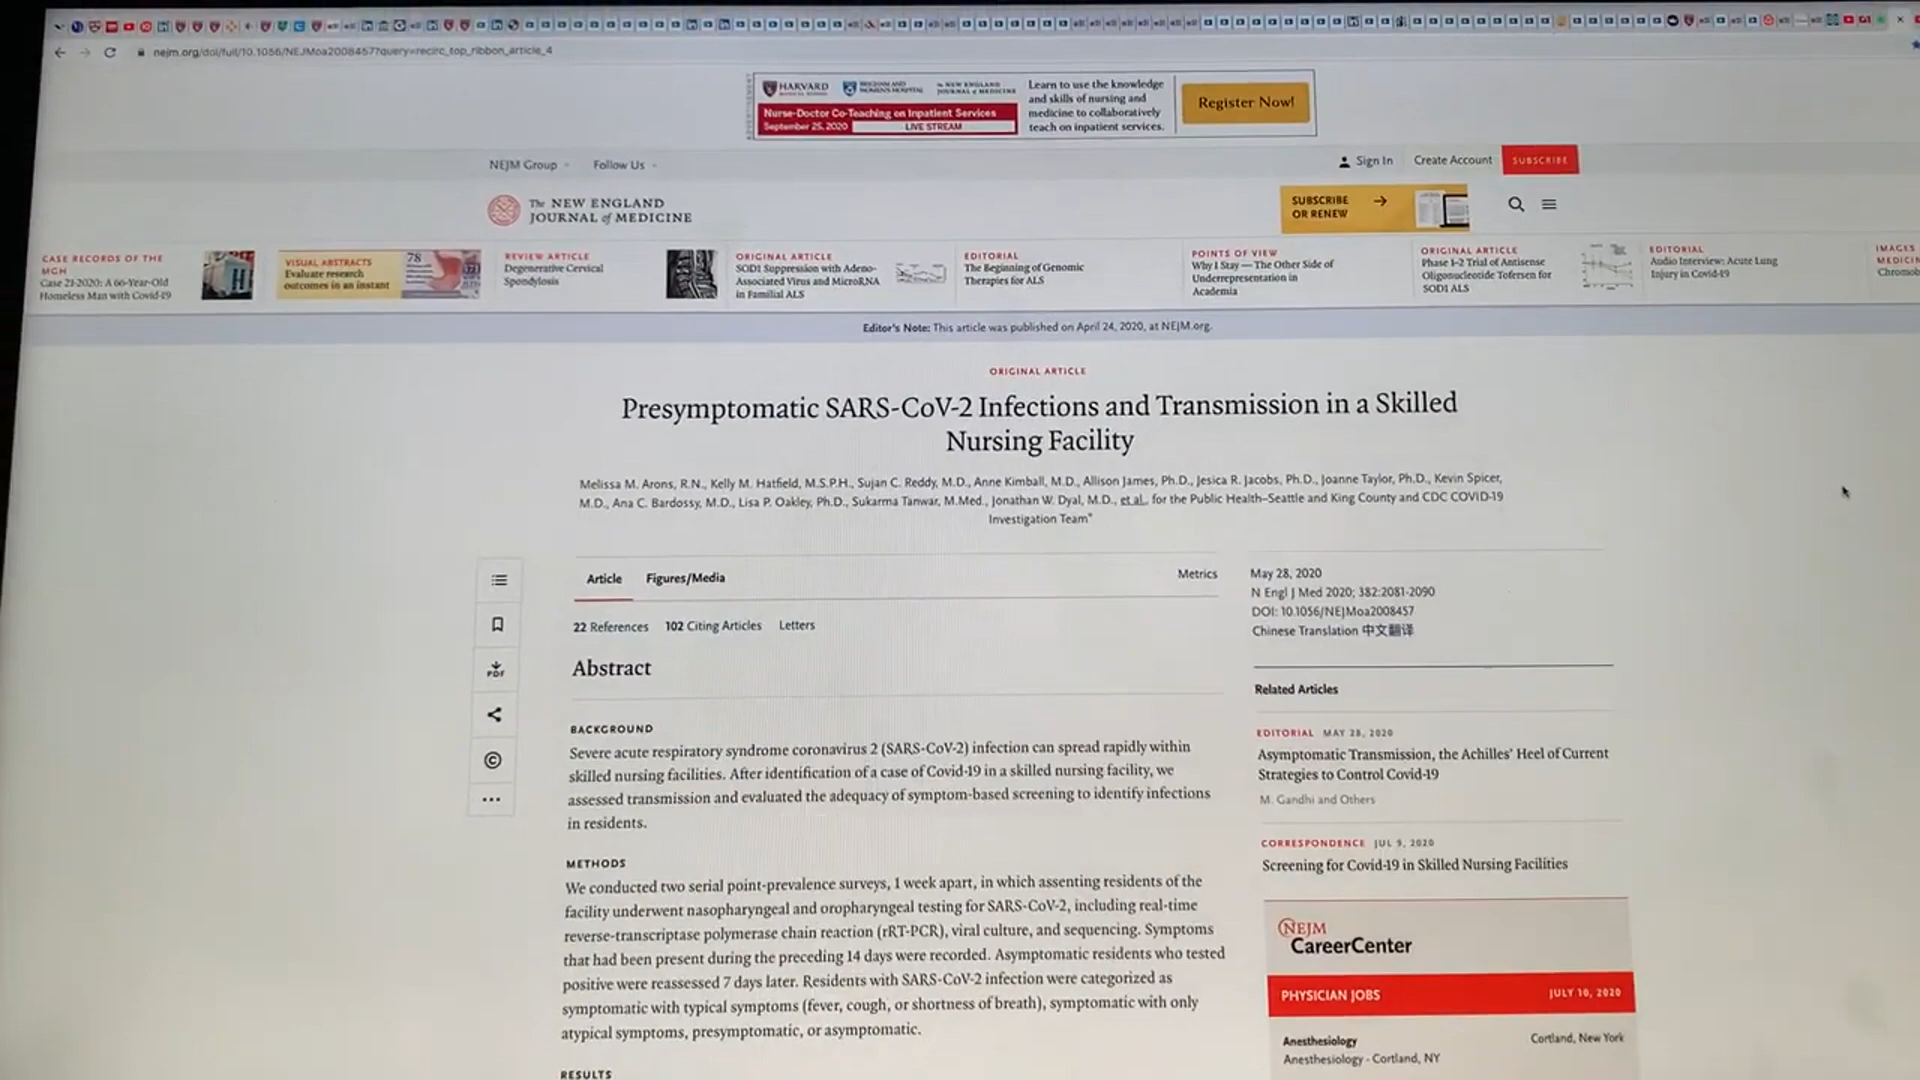 nejm.org/doi/full/10.1056/NEJMoa2008457?query=recirc_top_ribbon_article_4
HARVARD
Learn to use the knowledge
and skills of nursing and
medicine to collaboratively
teach on inpatient services.
Nurse-Doctor Co-Teaching on Inpatient Services
September 25, 2020 LIVE STREAM
Register Now!
NEJM Group
Follow Us
Sign In
Create Account
SUBSCRIBE
The NEW ENGLAND
JOURNAL of MEDICINE
SUBSCRIBE
OR RENEW
CASE RECORDS OF THE
MGH
Case 21-2020: A 66-Year-Old
Homeless Man with Covid-19
VISUAL ABSTRACTS
Evaluate research
outcomes in an instant
78
REVIEW ARTICLE
Degenerative Cervical
Spondylosis
ORIGINAL ARTICLE
SOD1 Suppression with Adeno-
Associated Virus and MicroRNA
in Familial ALS
EDITORIAL
The Beginning of Genomic
Therapies for ALS
POINTS OF VIEW
Why I Stay — The Other Side of
Underrepresentation in
Academia
ORIGINAL ARTICLE
Phase 1–2 Trial of Antisense
Oligonucleotide Tofersen for
SOD1 ALS
EDITORIAL
Audio Interview: Acute Lung
Injury in Covid-19
IMAGES
Editor's Note: This article was published on April 24, 2020, at NEJM.org.
ORIGINAL ARTICLE
Presymptomatic SARS-CoV-2 Infections and Transmission in a Skilled
Nursing Facility
Melissa M. Arons, R.N., Kelly M. Hatfield, M.S.P.H., Sujan C. Reddy, M.D., Anne Kimball, M.D., Allison James, Ph.D., Jesica R. Jacobs, Ph.D., Joanne Taylor, Ph.D., Kevin Spicer,
M.D., Ana C. Bardossy, M.D., Lisa P. Oakley, Ph.D., Sukarma Tanwar, M.Med., Jonathan W. Dyal, M.D., et al., for the Public Health–Seattle and King County and CDC COVID-19
Investigation Team*
Article
Figures/Media
Metrics
22 References
102 Citing Articles
Letters
May 28, 2020
N Engl J Med 2020; 382:2081-2090
DOI: 10.1056/NEJMoa2008457
Chinese Translation 中文翻译
PDF
Abstract
BACKGROUND
Severe acute respiratory syndrome coronavirus 2 (SARS-CoV-2) infection can spread rapidly within
skilled nursing facilities. After identification of a case of Covid-19 in a skilled nursing facility, we
assessed transmission and evaluated the adequacy of symptom-based screening to identify infections
in residents.
METHODS
We conducted two serial point-prevalence surveys, 1 week apart, in which assenting residents of the
facility underwent nasopharyngeal and oropharyngeal testing for SARS-CoV-2, including real-time
reverse-transcriptase polymerase chain reaction (rRT-PCR), viral culture, and sequencing. Symptoms
that had been present during the preceding 14 days were recorded. Asymptomatic residents who tested
positive were reassessed 7 days later. Residents with SARS-CoV-2 infection were categorized as
symptomatic with typical symptoms (fever, cough, or shortness of breath), symptomatic with only
atypical symptoms, presymptomatic, or asymptomatic.
RESULTS
Related Articles
EDITORIAL MAY 28, 2020
Asymptomatic Transmission, the Achilles' Heel of Current
Strategies to Control Covid-19
M. Gandhi and Others
CORRESPONDENCE JUL 9, 2020
Screening for Covid-19 in Skilled Nursing Facilities
NEJM
CareerCenter
PHYSICIAN JOBS
JULY 10, 2020
Anesthesiology
Cortland, New York
Anesthesiology - Cortland, NY